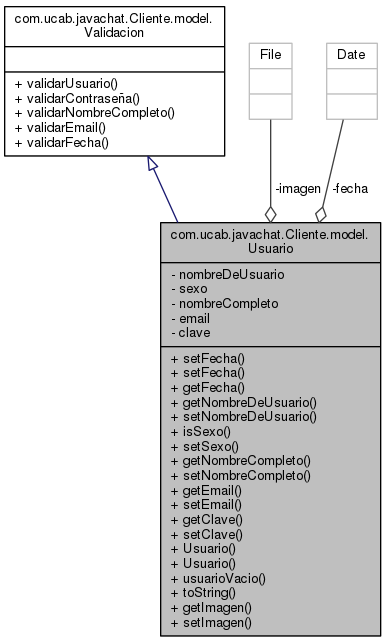 com.ucab.javachat.Cliente.model.
Validacion
+ validarUsuario()
+ validarContraseña()
+ validarNombreCompleto()
+ validarEmail()
+ validarFecha()
File
Date
-imagen
-fecha
com.ucab.javachat.Cliente.model.
Usuario
- nombreDeUsuario
- sexo
- nombreCompleto
- email
- clave
+ setFecha()
+ setFecha()
+ getFecha()
+ getNombreDeUsuario()
+ setNombreDeUsuario()
+ isSexo()
+ setSexo()
+ getNombreCompleto()
+ setNombreCompleto()
+ getEmail()
+ setEmail()
+ getClave()
+ setClave()
+ Usuario()
+ Usuario()
+ usuarioVacio()
+ toString()
+ getImagen()
+ setImagen()